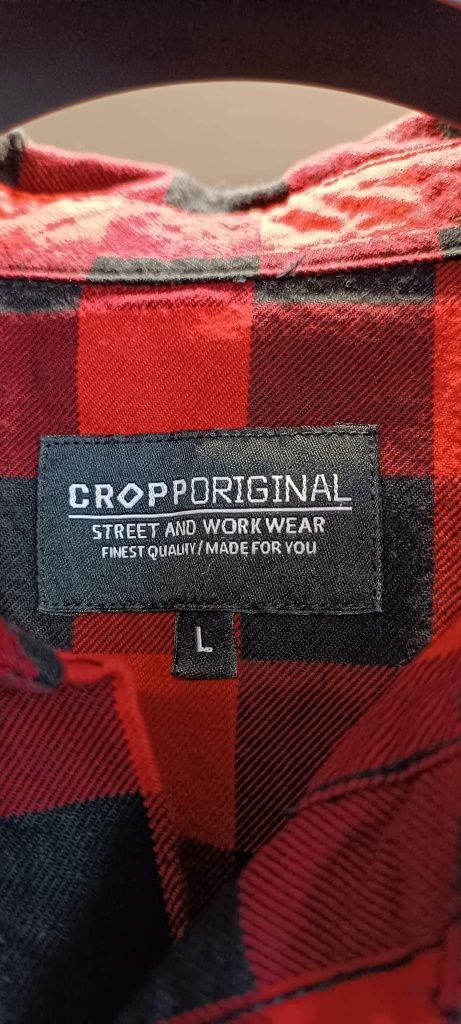 CROPPORIGINAL
STREET AND WORK WEAR
FINEST QUALITY/MADE FOR YOU
L